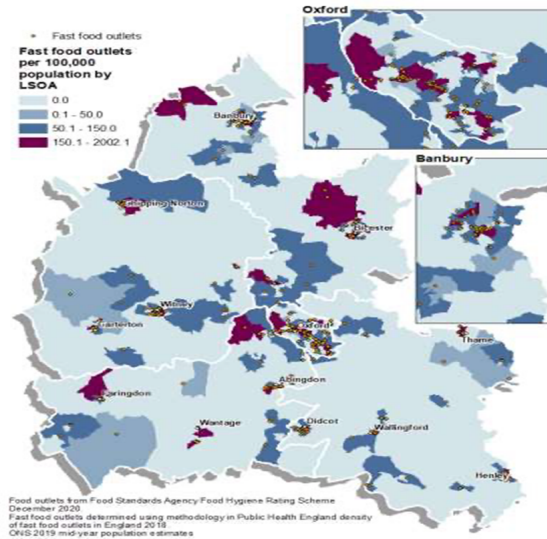 Oxford
Fast food outlets
Fast food outlets
per 100,000
population by
LSOA
0.0
0.1 - 50.0
50.1 - 150.0
150.1 - 2002.1
Banbury
Banbury
Chipping Norton
Bicester
Witney
Carterton
Oxford
Thame
Faringdon
Abingdon
Wantage
Didcot
Wallingford
Henley
Food outlets from Food Standards Agency Food Hygiene Rating Scheme
December 2020.
Fast food outlets determined using methodology in Public Health England density
of fast food outlets in England 2018.
ONS 2019 mid-year population estimates